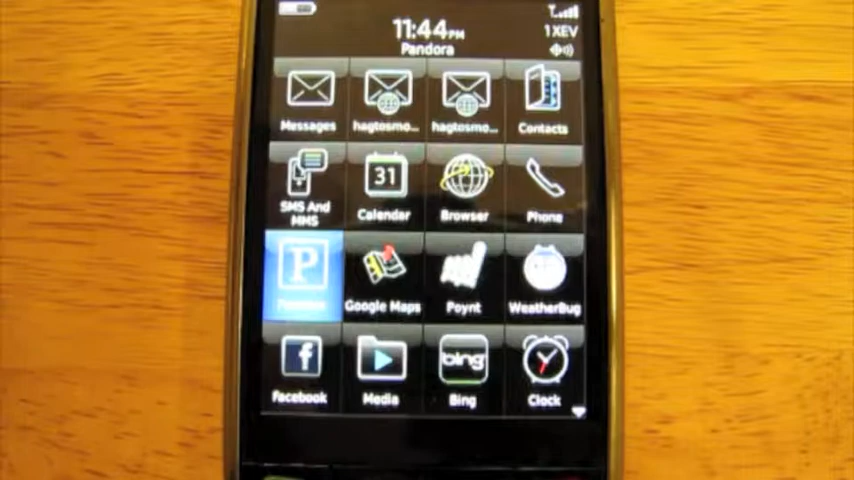 11:44PM
1XEV
Pandora
Messages
hagtosmo...
hagtosmo...
Contacts
31
SMS And
MMS
Calendar
Browser
Phone
P
Pandora
Google Maps
Poynt
WeatherBug
f
Facebook
Media
bing
Bing
Clock